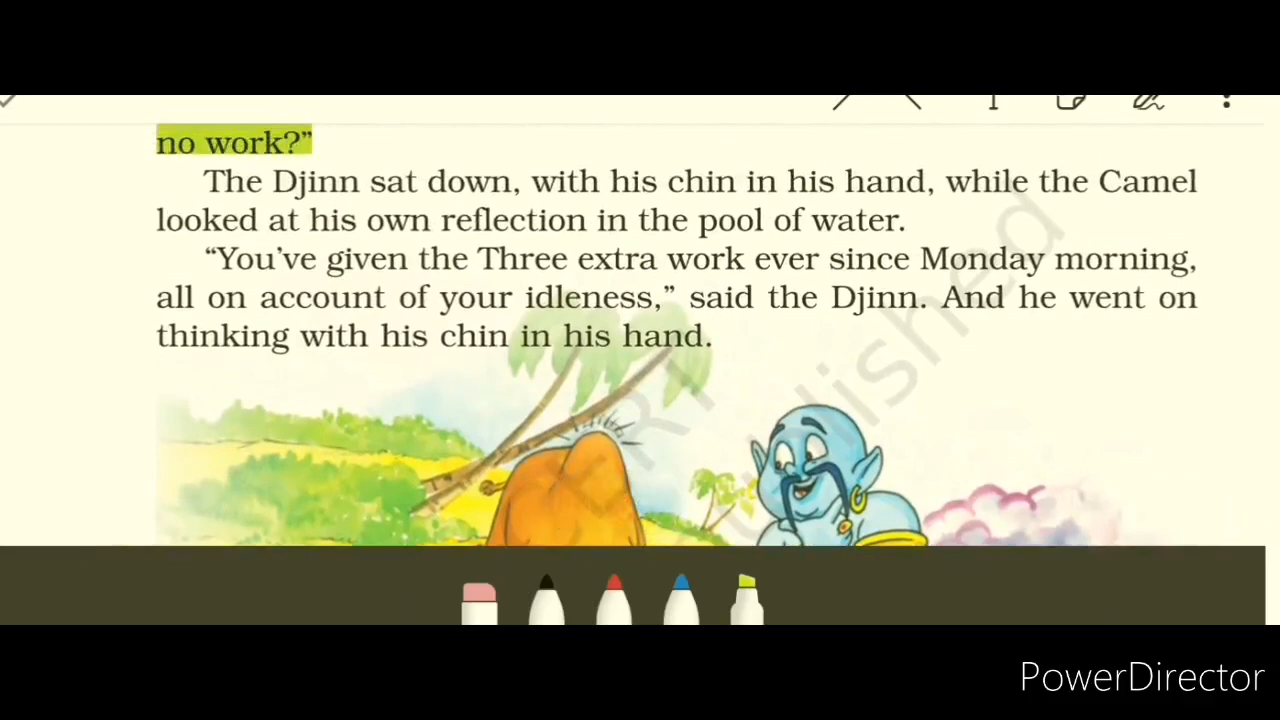 no work?”
The Djinn sat down, with his chin in his hand, while the Camel
looked at his own reflection in the pool of water.
“You’ve given the Three extra work ever since Monday morning,
all on account of your idleness,” said the Djinn. And he went on
thinking with his chin in his hand.
PowerDirector